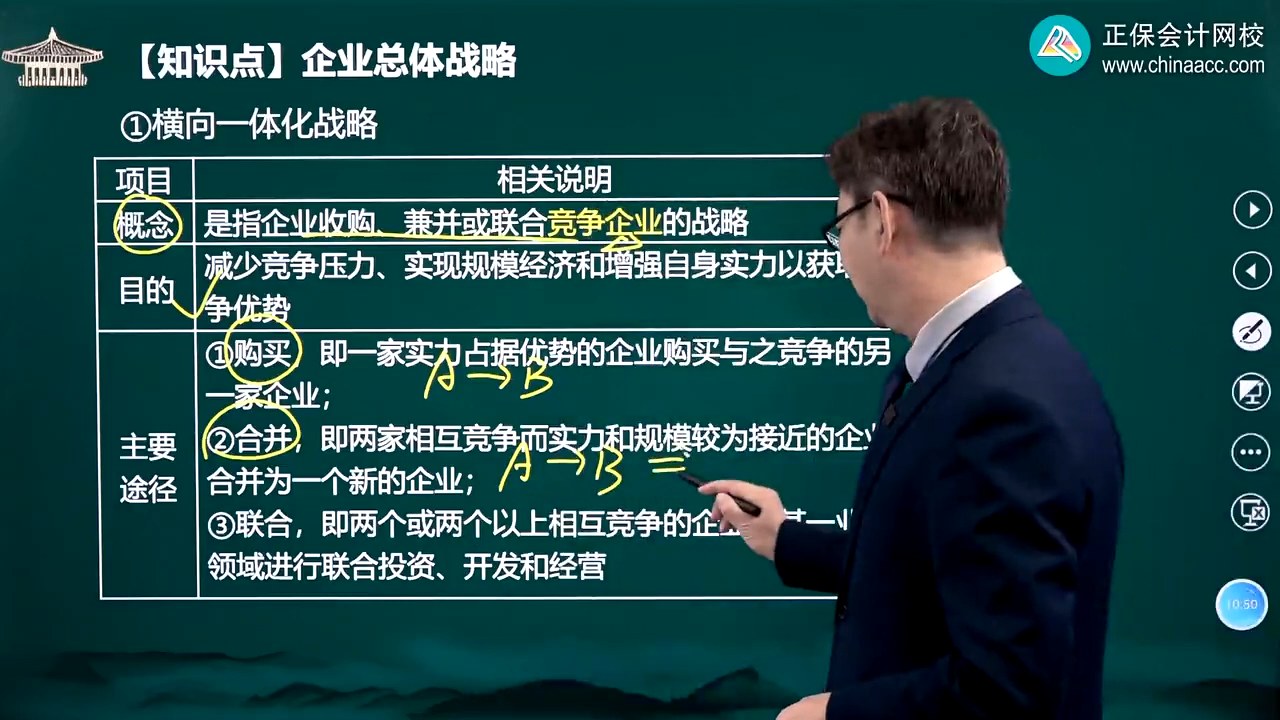 【知识点】企业总体战略
正保会计网校
www.chinaacc.com
①横向一体化战略
项目 相关说明
概念 是指企业收购、兼并或联合竞争企业的战略
目的 减少竞争压力、实现规模经济和增强自身实力以获
争优势
主要途径 ①购买，即一家实力占据优势的企业购买与之竞争的另
一家企业；
A→B
②合并，即两家相互竞争而实力和规模较为接近的企
合并为一个新的企业；
A→B=
③联合，即两个或两个以上相互竞争的企 某一
领域进行联合投资、开发和经营
10:50